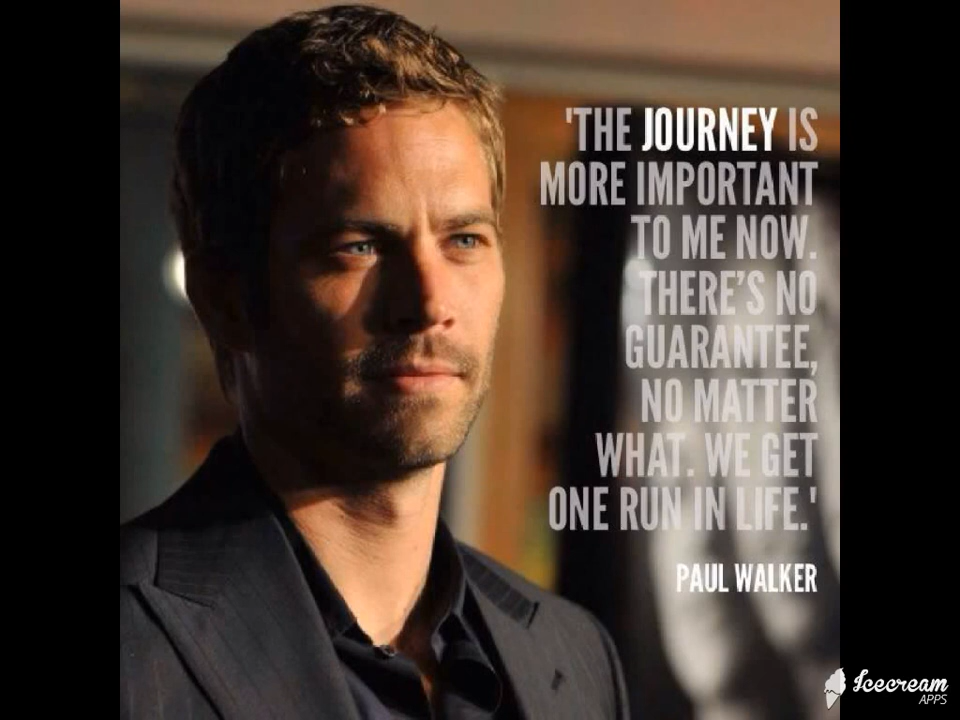 'THE JOURNEY IS
MORE IMPORTANT
TO ME NOW.
THERE'S NO
GUARANTEE,
NO MATTER
WHAT. WE GET
ONE RUN IN LIFE.'
PAUL WALKER
Icecream
APPS